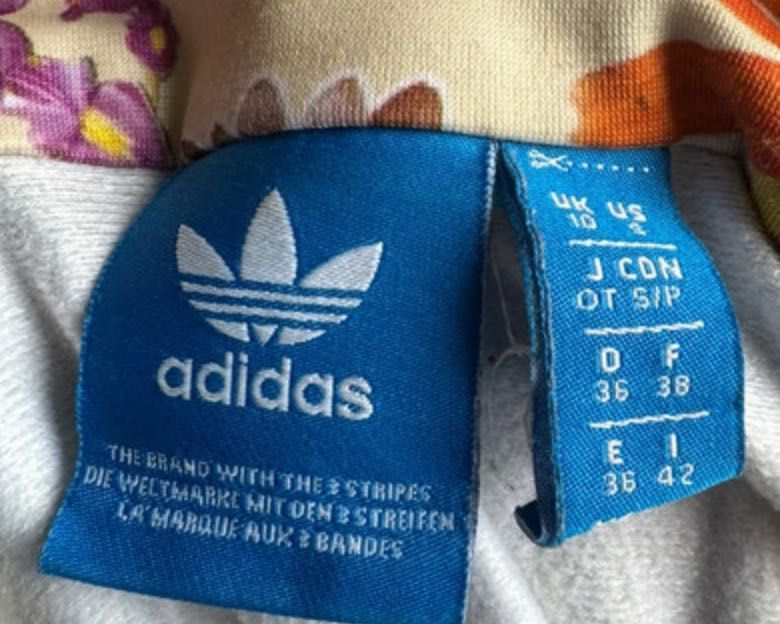 adidas
THE BRAND WITH THE 3 STRIPES
DIE WELTMARKE MIT DEN 3 STREIFEN
LA MARQUE AUX 3 BANDES
UK US
10 S
J CDN
OT S/P
D F
36 38
E I
36 42